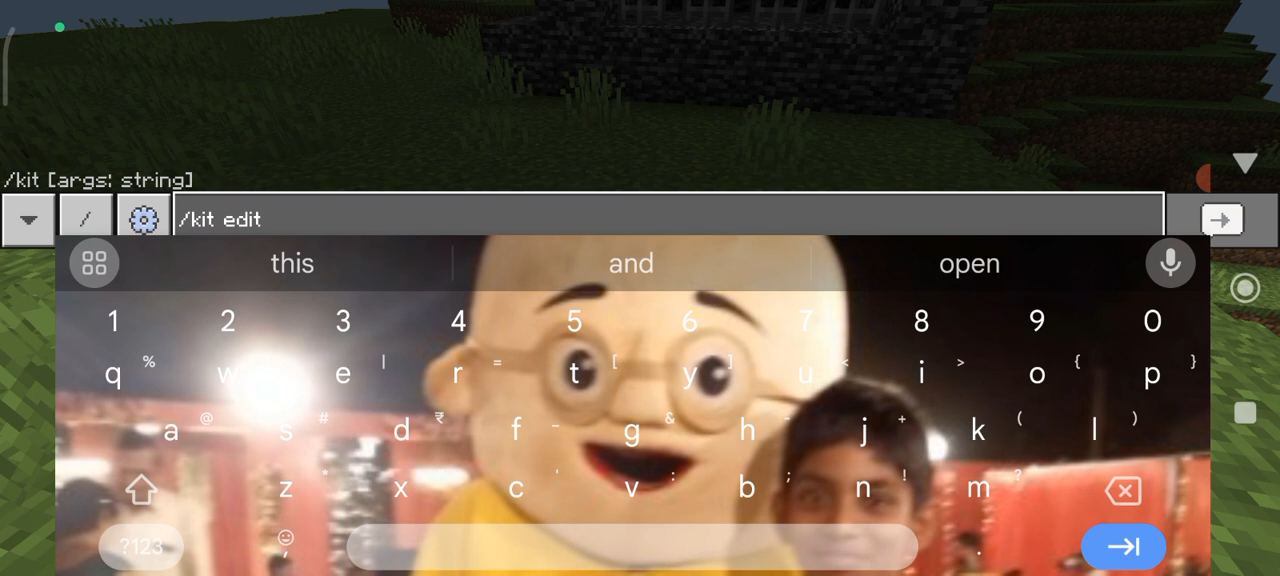 /kit [args: string]
/ /kit edit
this and open
1 2 3 4 5 6 7 8 9 0
% | = [ ] < > { }
q w e r t y u i o p
@ # ₹ _ & - + ( )
a s d f g h j k l
* " ' : ; ! ?
z x c v b n m
?123 , .